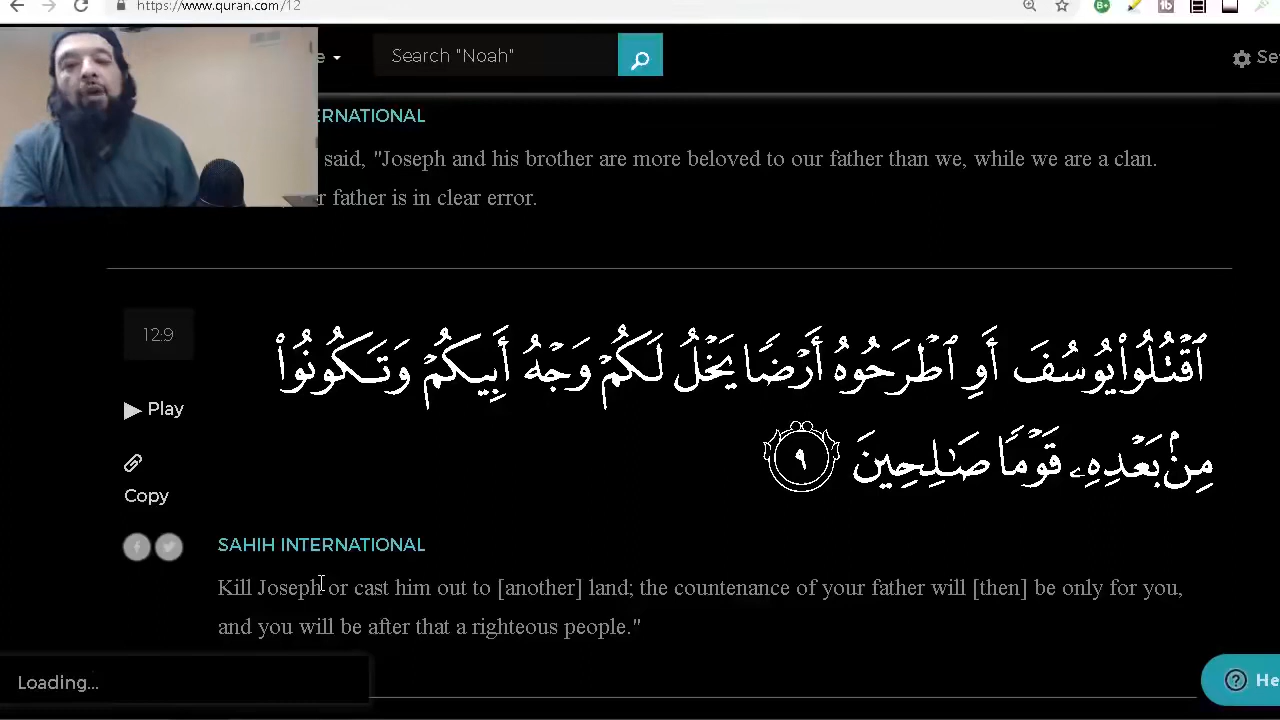 https://www.quran.com/12
e
Search "Noah"
Se
ERNATIONAL
said, "Joseph and his brother are more beloved to our father than we, while we are a clan.
r father is in clear error.
12:9
ٱقْتُلُوا۟ يُوسُفَ أَوِ ٱطْرَحُوهُ أَرْضًا يَخْلُ لَكُمْ وَجْهُ أَبِيكُمْ وَتَكُونُوا۟
مِنۢ بَعْدِهِۦ قَوْمًا صَـٰلِحِينَ ٩
Play
Copy
SAHIH INTERNATIONAL
Kill Joseph or cast him out to [another] land; the countenance of your father will [then] be only for you,
and you will be after that a righteous people."
Loading...
He